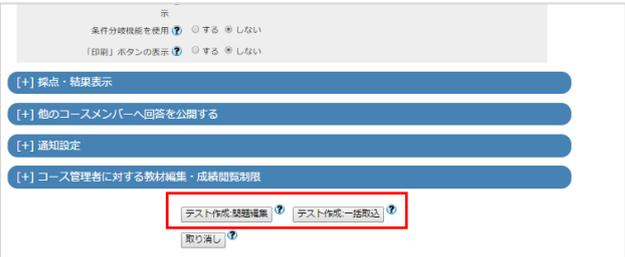 示
条件分岐機能を使用 ? する しない
「印刷」ボタンの表示 ? する しない
[+] 採点・結果表示
[+] 他のコースメンバーへ回答を公開する
[+] 通知設定
[+] コース管理者に対する教材編集・成績閲覧制限
テスト作成:問題編集 ? テスト作成:一括取込 ?
取り消し ?